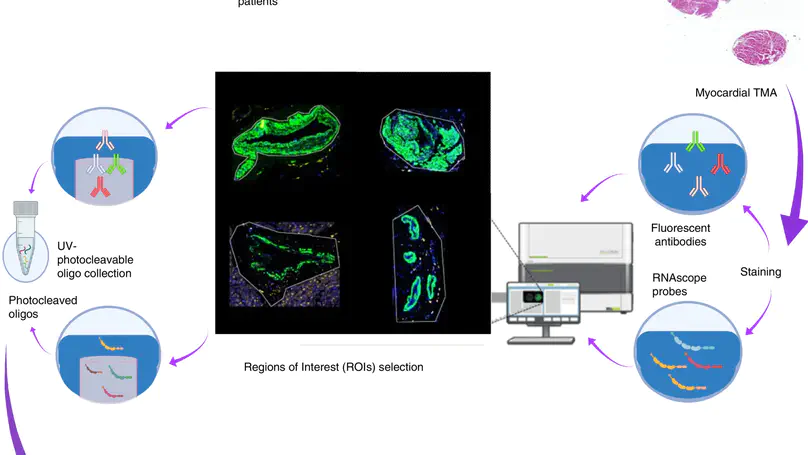 patients
Myocardial TMA
Fluorescent
antibodies
UV-
photocleavable
oligo collection
Staining
RNAscope
probes
Photocleaved
oligos
Regions of Interest (ROIs) selection